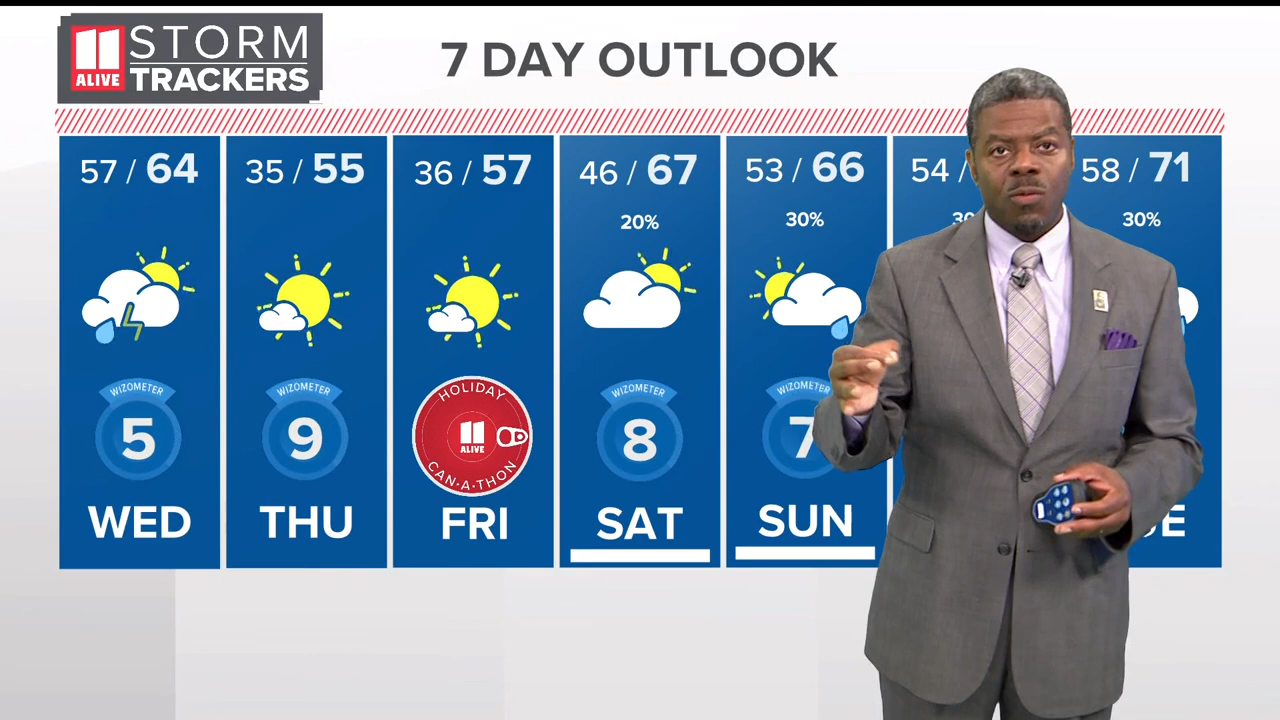 11 ALIVE
STORM
TRACKERS
7 DAY OUTLOOK
57 / 64
35 / 55
36 / 57
46 / 67
53 / 66
54 /
58 / 71
20%
30%
30%
WIZOMETER
5
WIZOMETER
9
HOLIDAY
11
ALIVE
CAN·A·THON
WIZOMETER
8
WIZOMETER
7
WED
THU
FRI
SAT
SUN